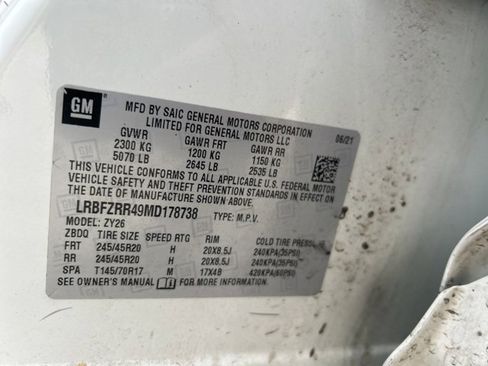 GM
MFD BY SAIC GENERAL MOTORS CORPORATION
LIMITED FOR GENERAL MOTORS LLC
06/21
GVWR GAWR FRT GAWR RR
2300 KG 1200 KG 1150 KG
5070 LB 2645 LB 2535 LB
THIS VEHICLE CONFORMS TO ALL APPLICABLE U.S. FEDERAL MOTOR
VEHICLE SAFETY AND THEFT PREVENTION STANDARDS IN EFFECT ON
THE DATE OF MANUFACTURE SHOWN ABOVE.
LRBFZRR49MD178738 TYPE: M.P.V.
MODEL: ZY26
ZBDQ TIRE SIZE SPEED RTG RIM COLD TIRE PRESSURE
FRT 245/45R20 H 20X8.5J 240KPA(35PSI)
RR 245/45R20 H 20X8.5J 240KPA(35PSI)
SPA T145/70R17 M 17X4B 420KPA(60PSI)
SEE OWNER'S MANUAL FOR ADDITIONAL INFORMATION.